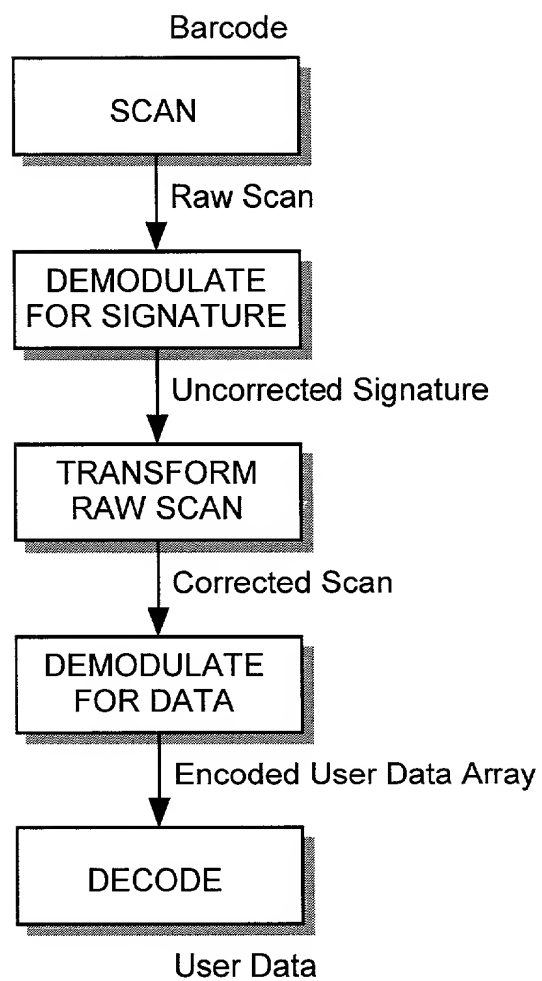 Barcode
SCAN
Raw Scan
DEMODULATE
FOR SIGNATURE
Uncorrected Signature
TRANSFORM
RAW SCAN
Corrected Scan
DEMODULATE
FOR DATA
Encoded User Data Array
DECODE
User Data